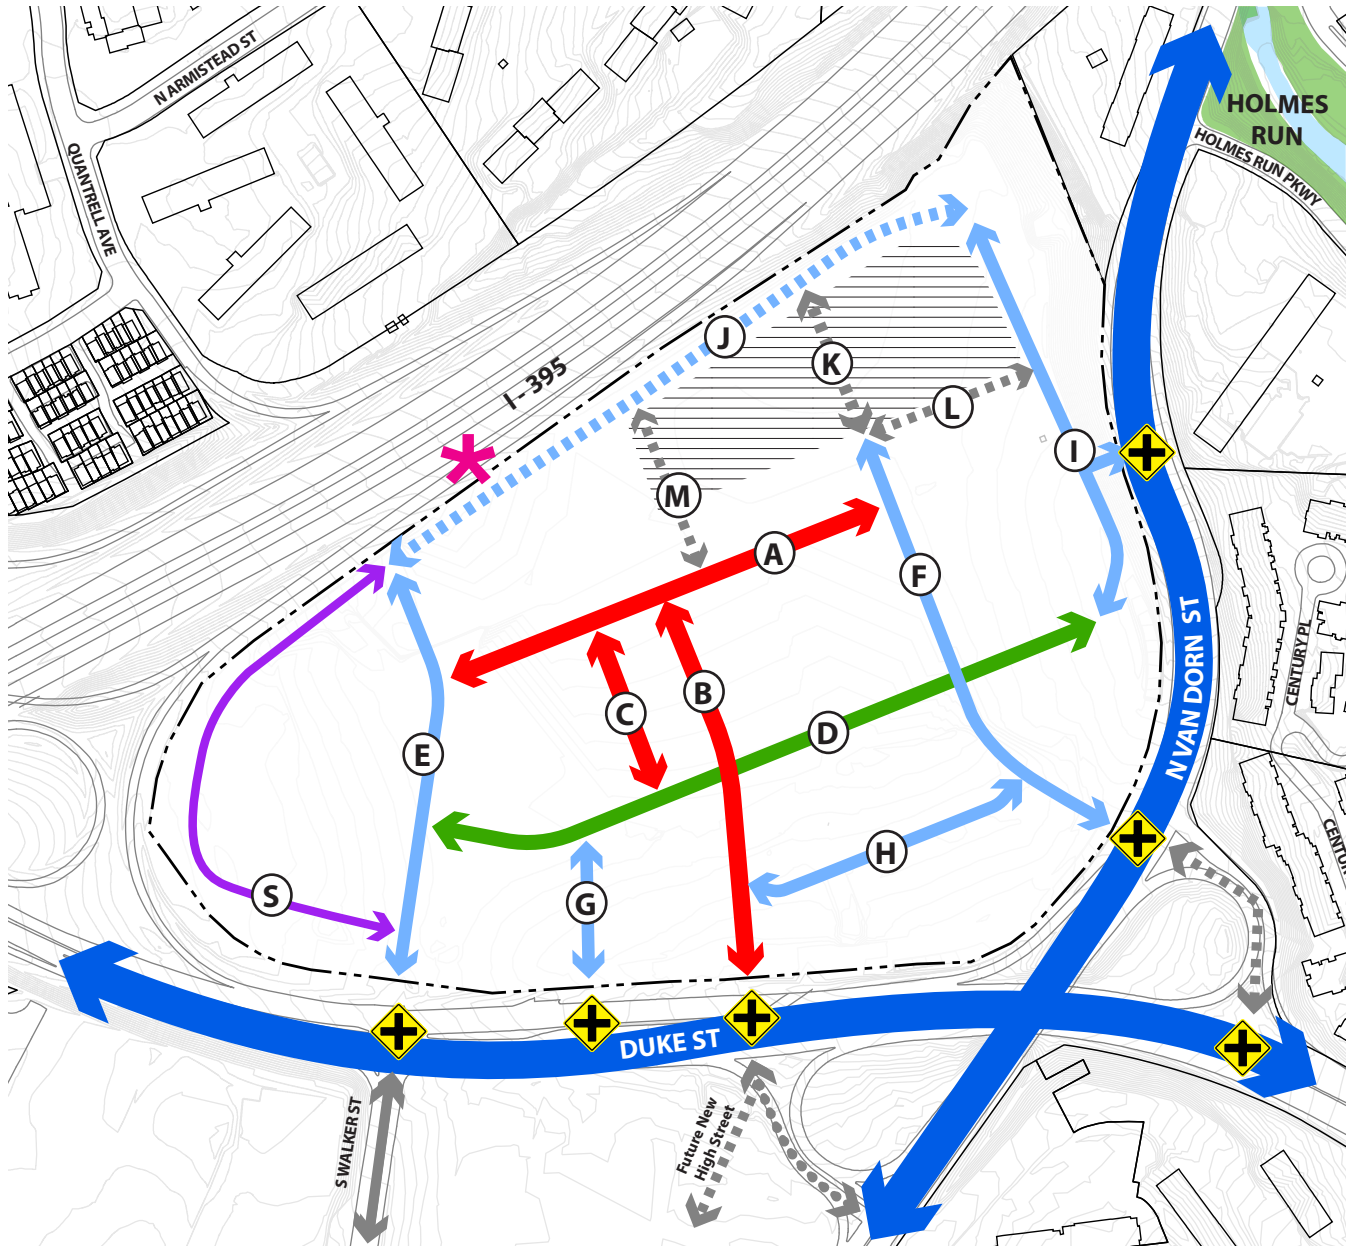 N ARMISTEAD ST
QUANTRELL AVE
HOLMES
RUN
HOLMES RUN PKWY
I-395
J
K
L
I
M
A
F
B
C
D
E
H
G
S
N VAN DORN ST
CENTURY PL
CENTUR
DUKE ST
S WALKER ST
Future New
High Street